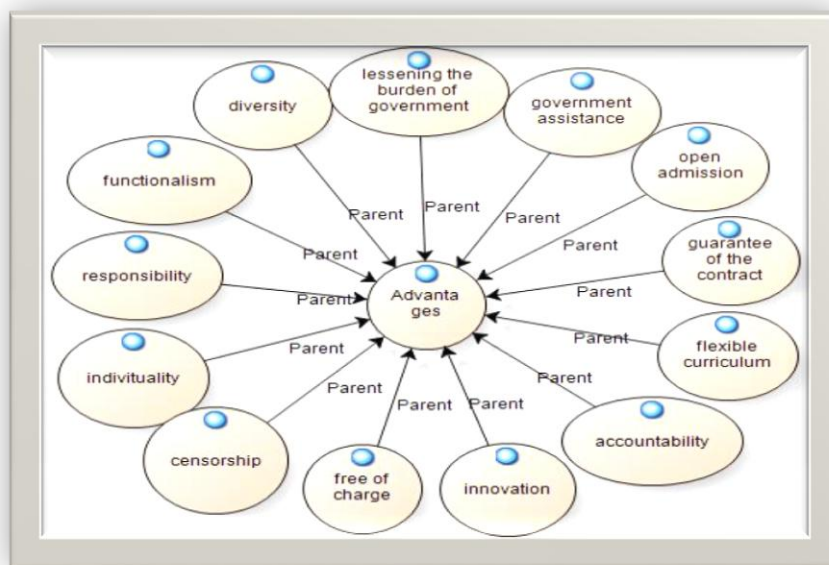 lessening the
burden of
government
diversity
government
assistance
open
admission
functionalism
Parent
Parent
Parent
Parent
Parent
guarantee
of the
contract
responsibility
Advanta
ges
Parent
Parent
Parent
flexible
curriculum
indivituality
Parent
Parent
Parent
Parent
Parent
accountability
censorship
free of
charge
innovation